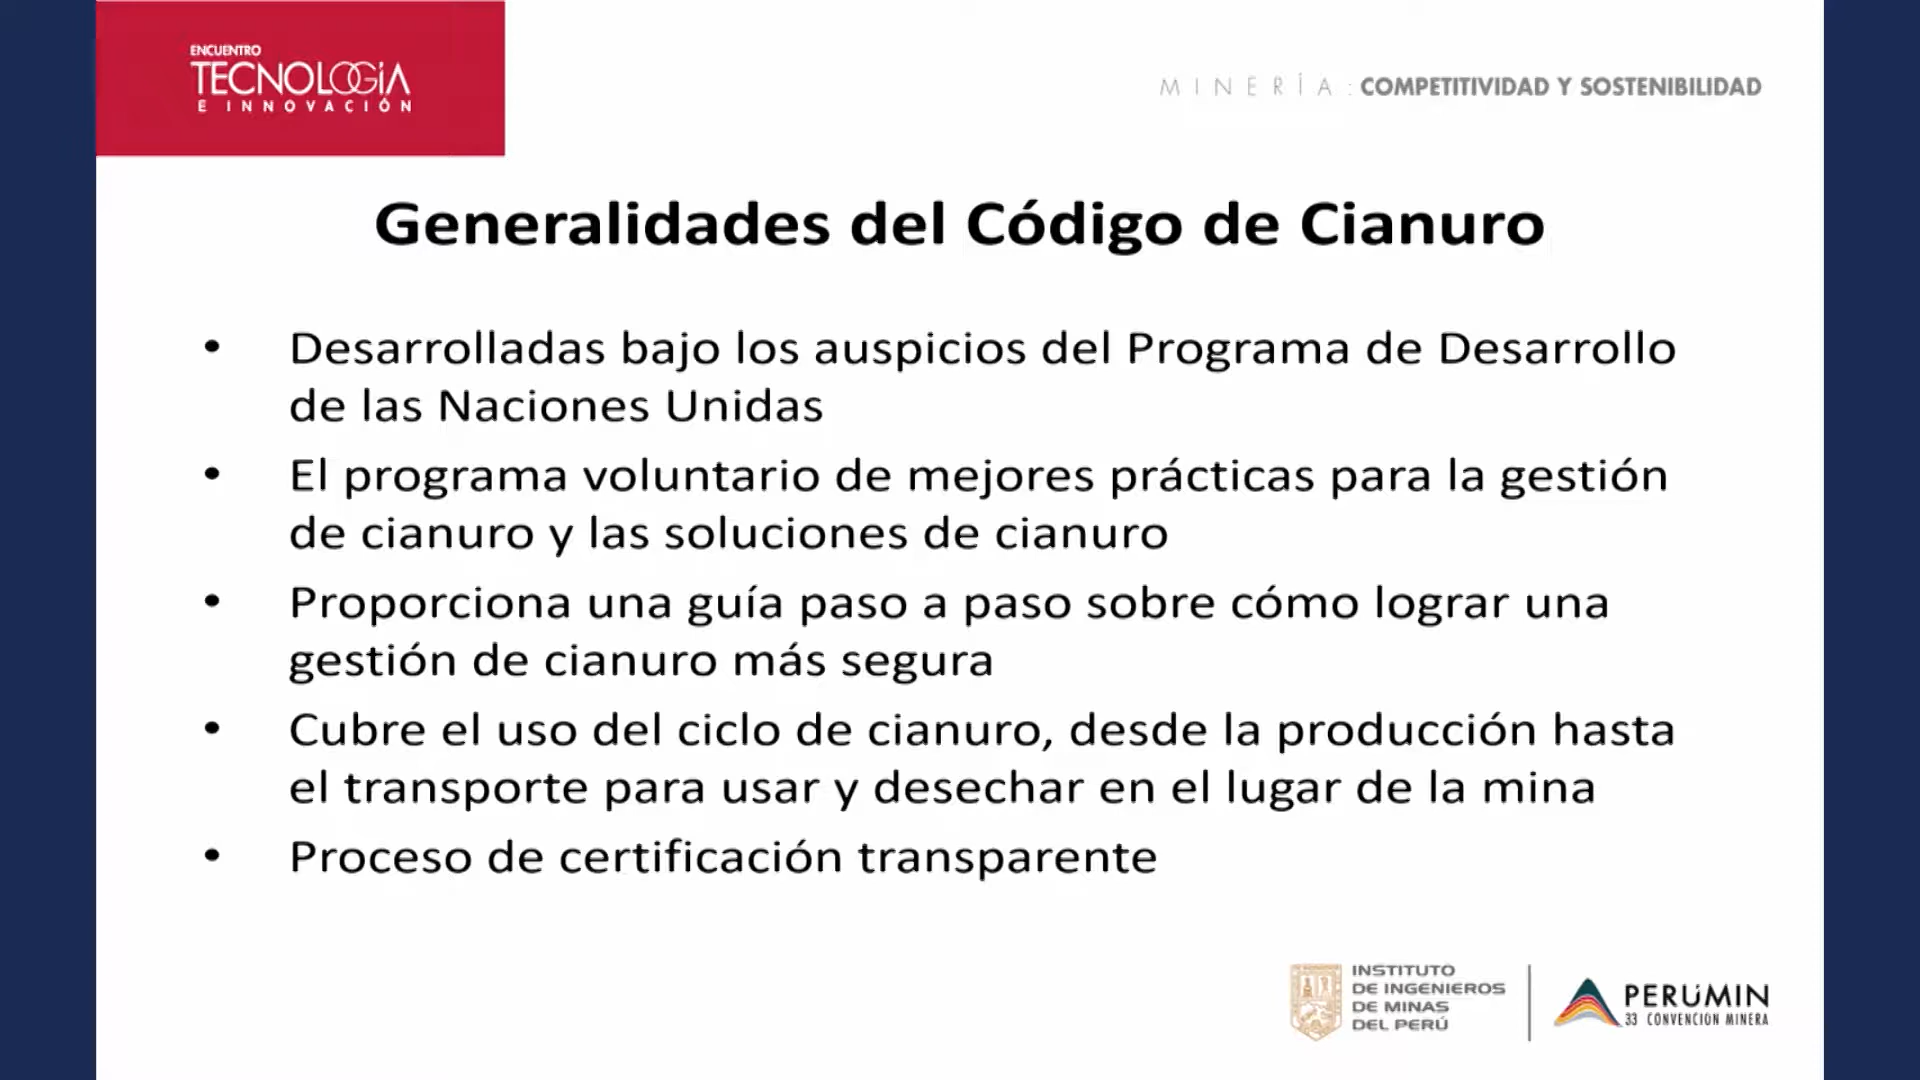 ENCUENTRO
TECNOLOGÍA
E INNOVACIÓN
MINERÍA: COMPETITIVIDAD Y SOSTENIBILIDAD
Generalidades del Código de Cianuro
• Desarrolladas bajo los auspicios del Programa de Desarrollo
de las Naciones Unidas
• El programa voluntario de mejores prácticas para la gestión
de cianuro y las soluciones de cianuro
• Proporciona una guía paso a paso sobre cómo lograr una
gestión de cianuro más segura
• Cubre el uso del ciclo de cianuro, desde la producción hasta
el transporte para usar y desechar en el lugar de la mina
• Proceso de certificación transparente
INSTITUTO
DE INGENIEROS
DE MINAS
DEL PERÚ
PERÚMIN
33 CONVENCIÓN MINERA